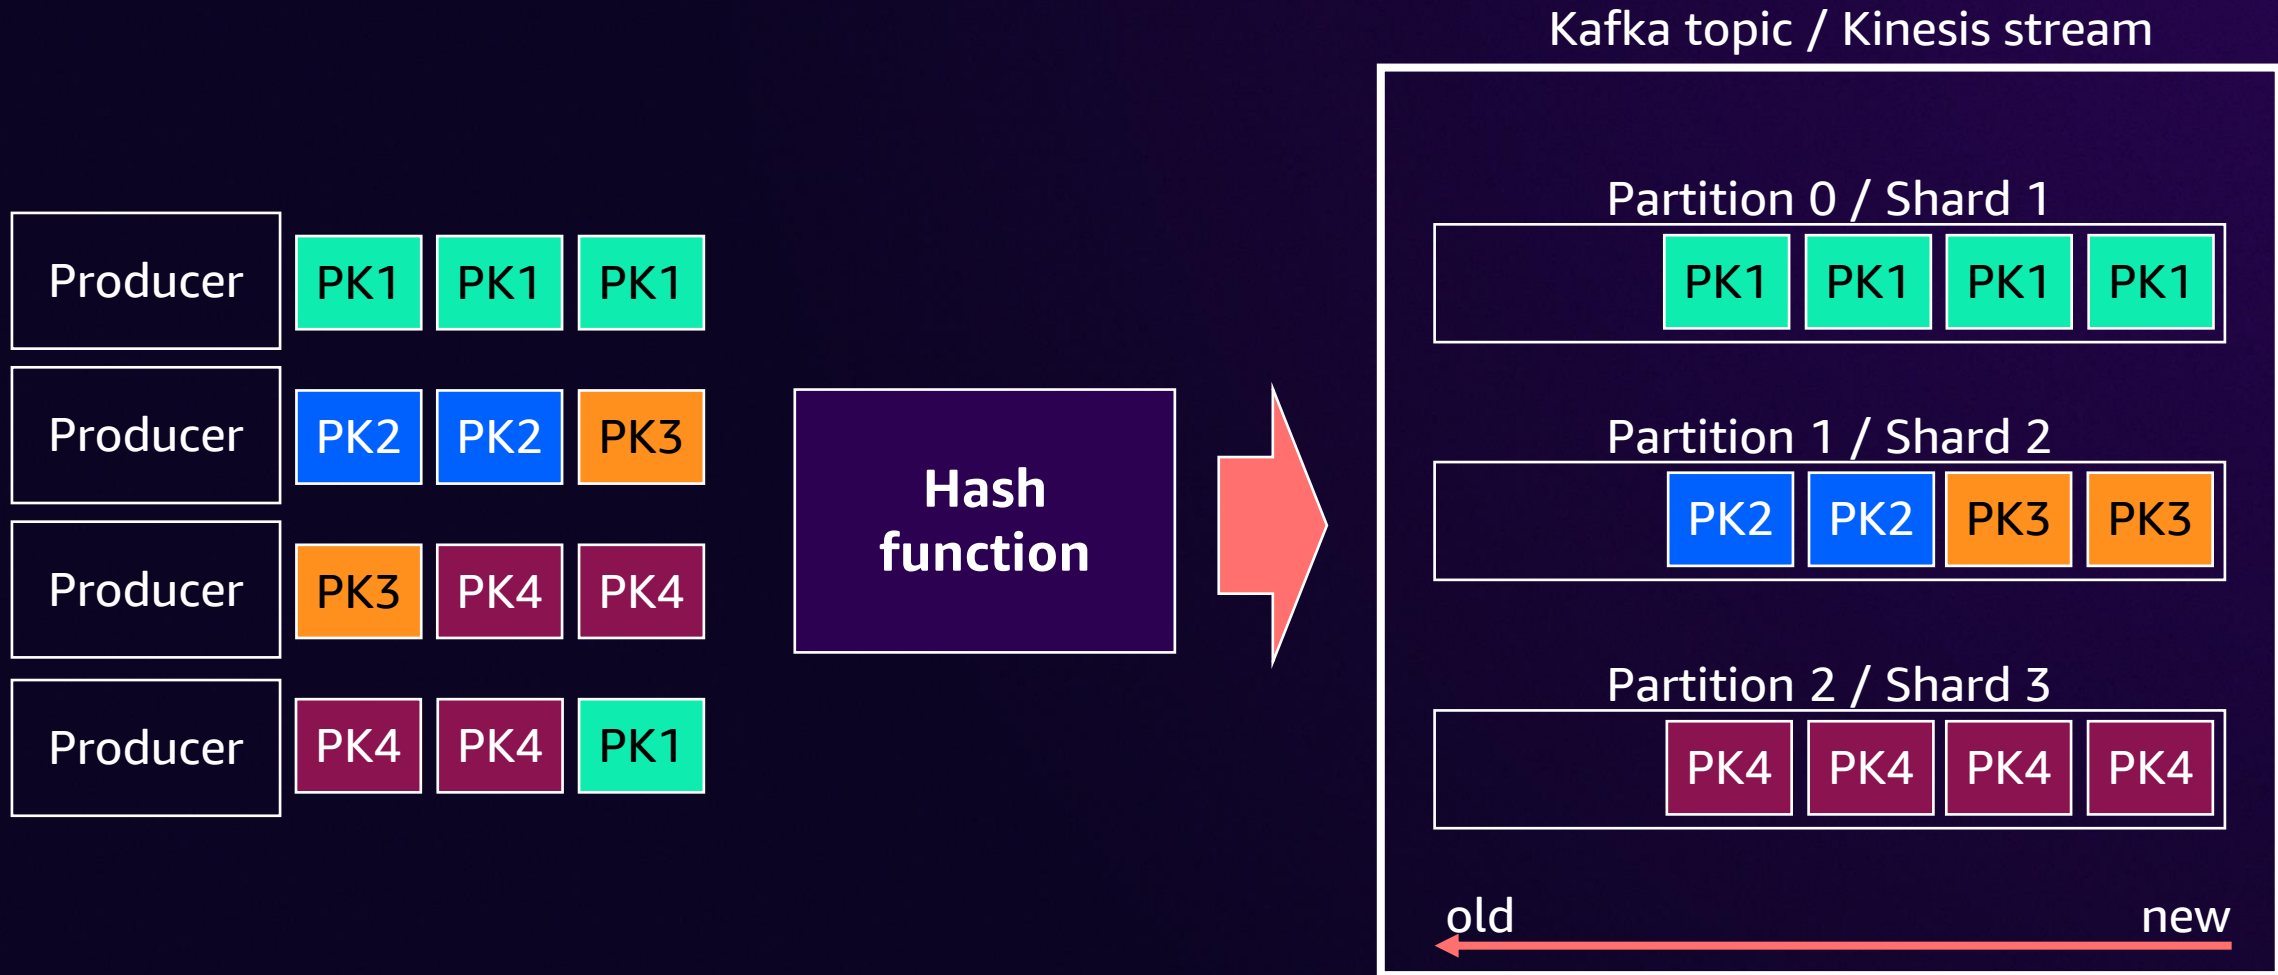 Kafka topic / Kinesis stream
Producer PK1 PK1 PK1
Producer PK2 PK2 PK3
Producer PK3 PK4 PK4
Producer PK4 PK4 PK1
Hash
function
Partition 0 / Shard 1
PK1 PK1 PK1 PK1
Partition 1 / Shard 2
PK2 PK2 PK3 PK3
Partition 2 / Shard 3
PK4 PK4 PK4 PK4
old new